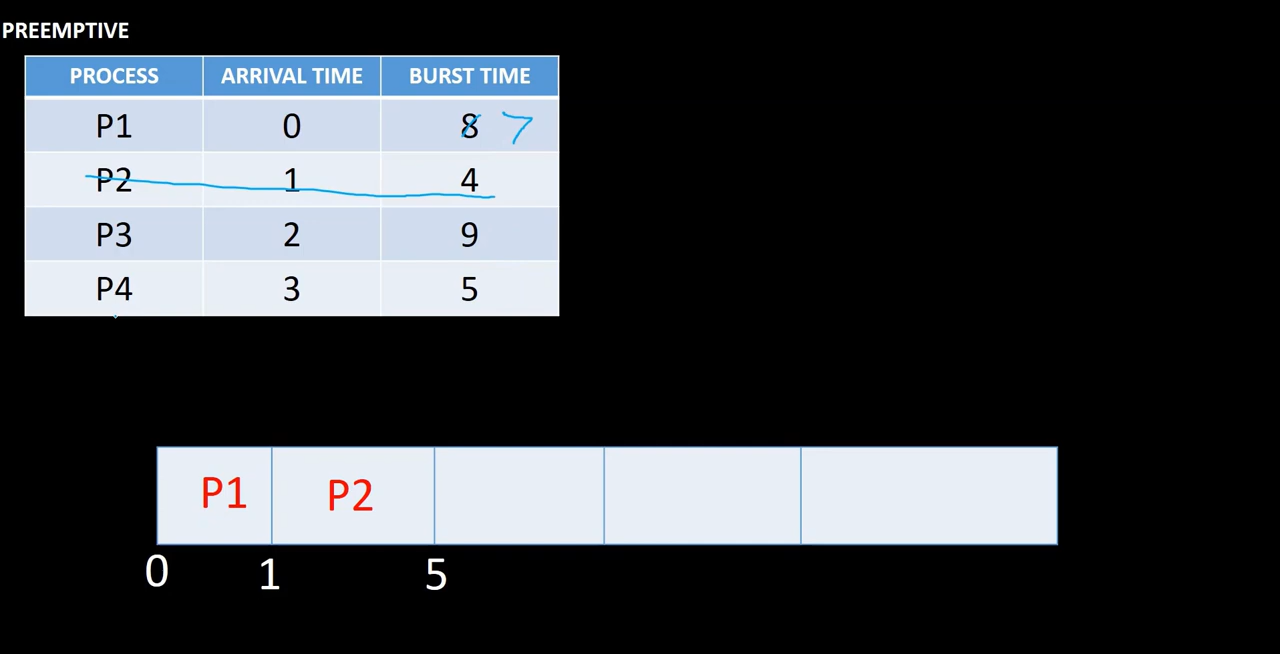 PREEMPTIVE
PROCESS ARRIVAL TIME BURST TIME
P1 0 8 7
P2 1 4
P3 2 9
P4 3 5
P1 P2
0 1 5